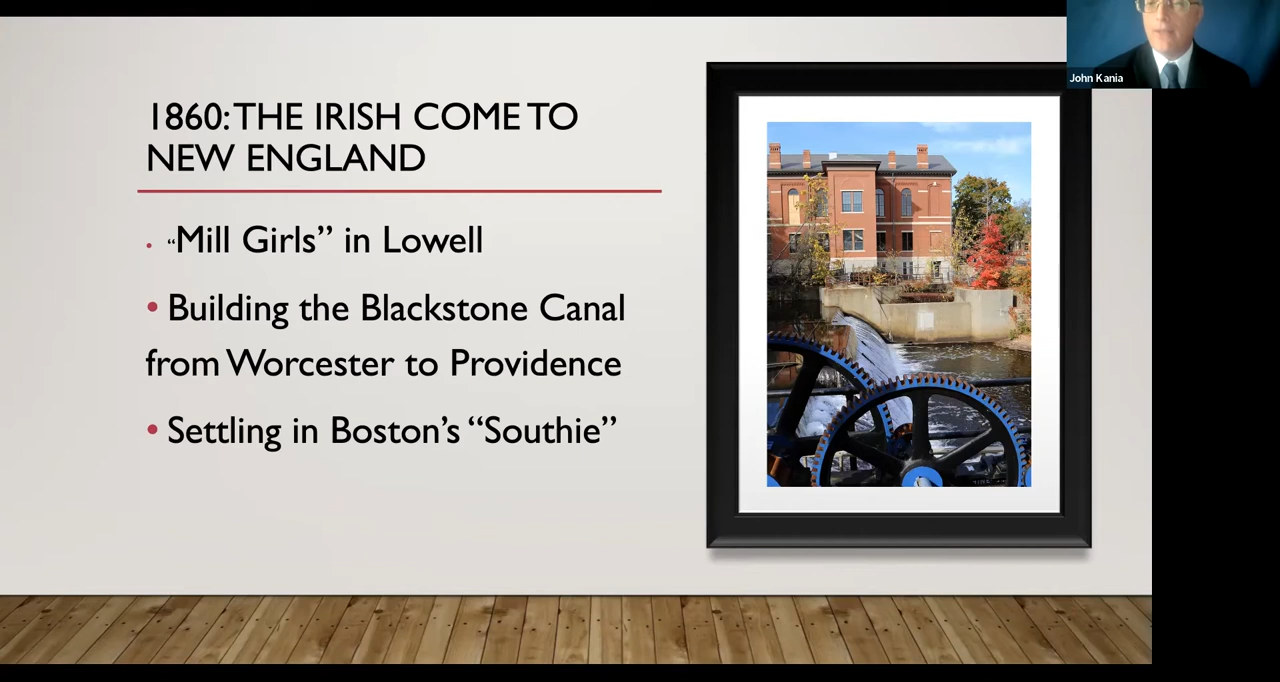 John Kania
1860: THE IRISH COME TO
NEW ENGLAND
• “Mill Girls” in Lowell
• Building the Blackstone Canal
from Worcester to Providence
• Settling in Boston’s “Southie”